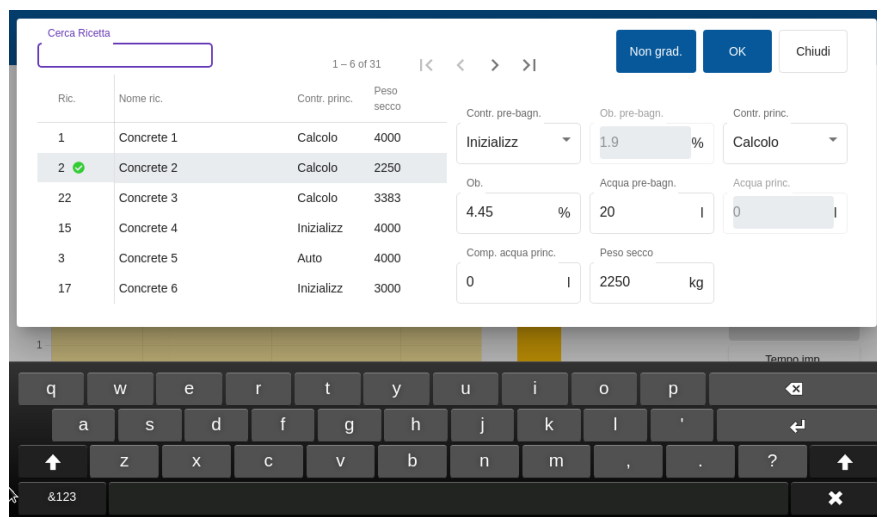 Cerca Ricetta
1 – 6 of 31
Non grad.
OK
Chiudi
Ric. Nome ric. Contr. princ. Peso secco
1 Concrete 1 Calcolo 4000
2 Concrete 2 Calcolo 2250
22 Concrete 3 Calcolo 3383
15 Concrete 4 Inizializz 4000
3 Concrete 5 Auto 4000
17 Concrete 6 Inizializz 3000
Contr. pre-bagn. Ob. pre-bagn. Contr. princ.
Inizializz 1.9 % Calcolo
Ob. Acqua pre-bagn. Acqua princ.
4.45 % 20 l 0 l
Comp. acqua princ. Peso secco
0 l 2250 kg
1
Tempo imp.
q w e r t y u i o p
a s d f g h j k l '
z x c v b n m , . ?
&123